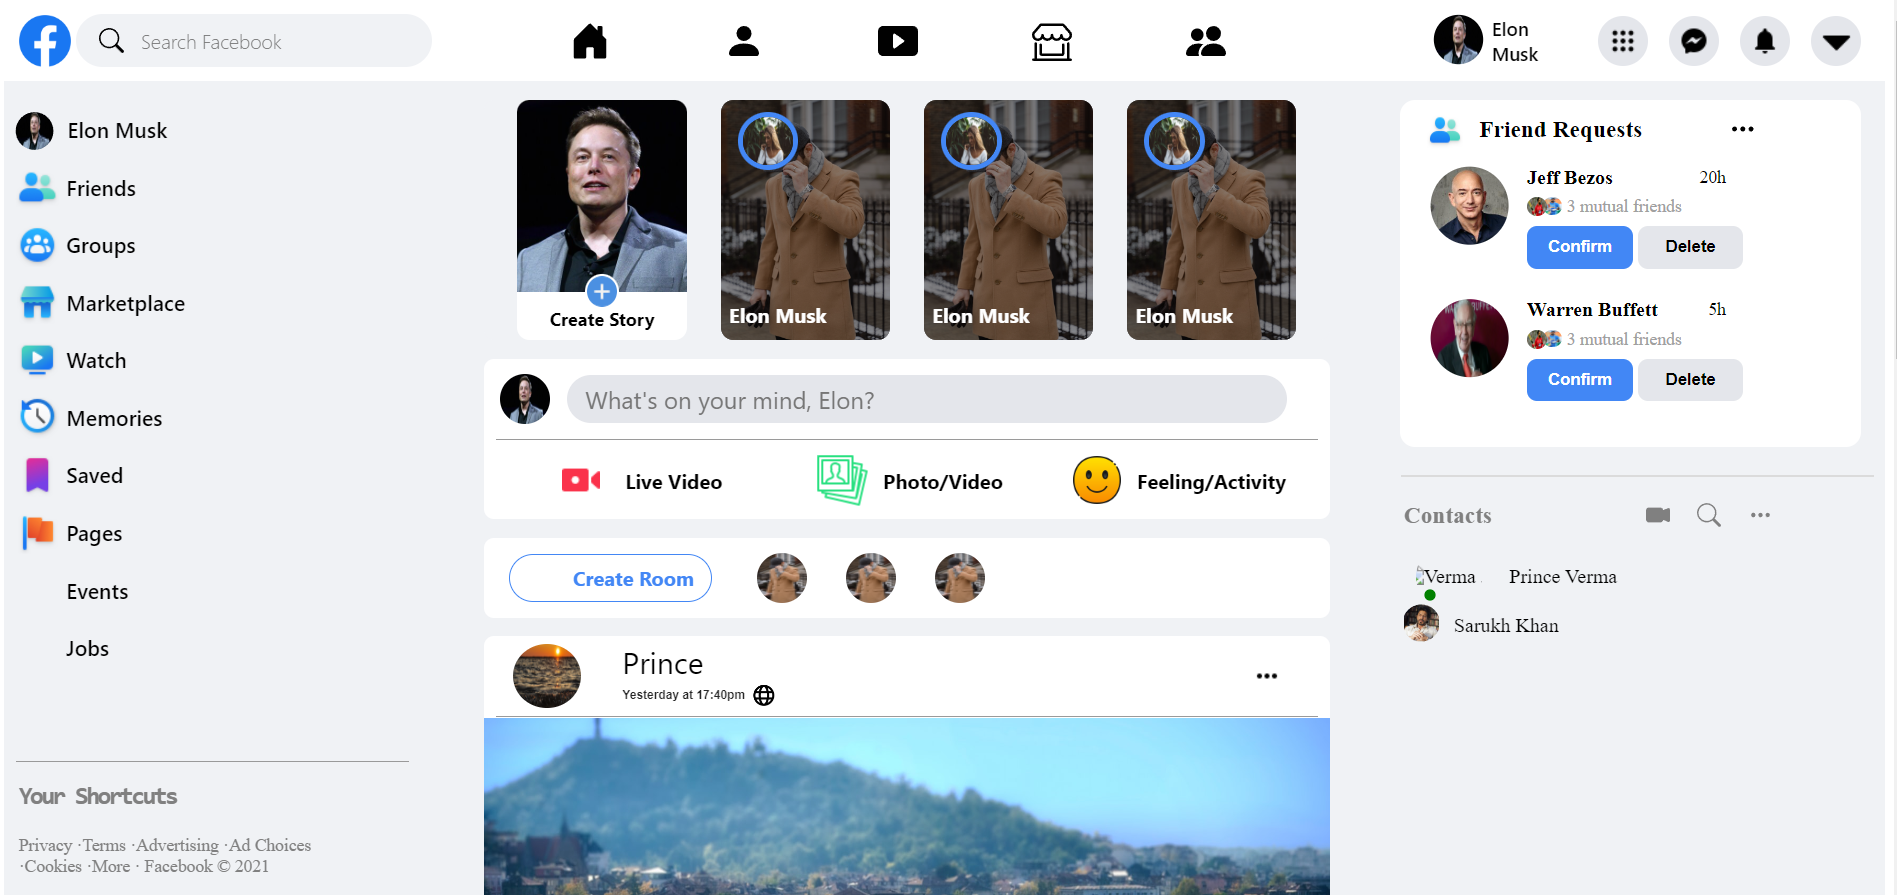 Search Facebook
Elon
Musk
Elon Musk
Friends
Groups
Marketplace
Watch
Memories
Saved
Pages
Events
Jobs
Your Shortcuts
Privacy ·Terms ·Advertising ·Ad Choices
·Cookies ·More · Facebook © 2021
Create Story
Elon Musk
Elon Musk
Elon Musk
What's on your mind, Elon?
Live Video
Photo/Video
Feeling/Activity
Create Room
Prince
Yesterday at 17:40pm
Friend Requests
Jeff Bezos 20h
3 mutual friends
Confirm Delete
Warren Buffett 5h
3 mutual friends
Confirm Delete
Contacts
Verma Prince Verma
Sarukh Khan